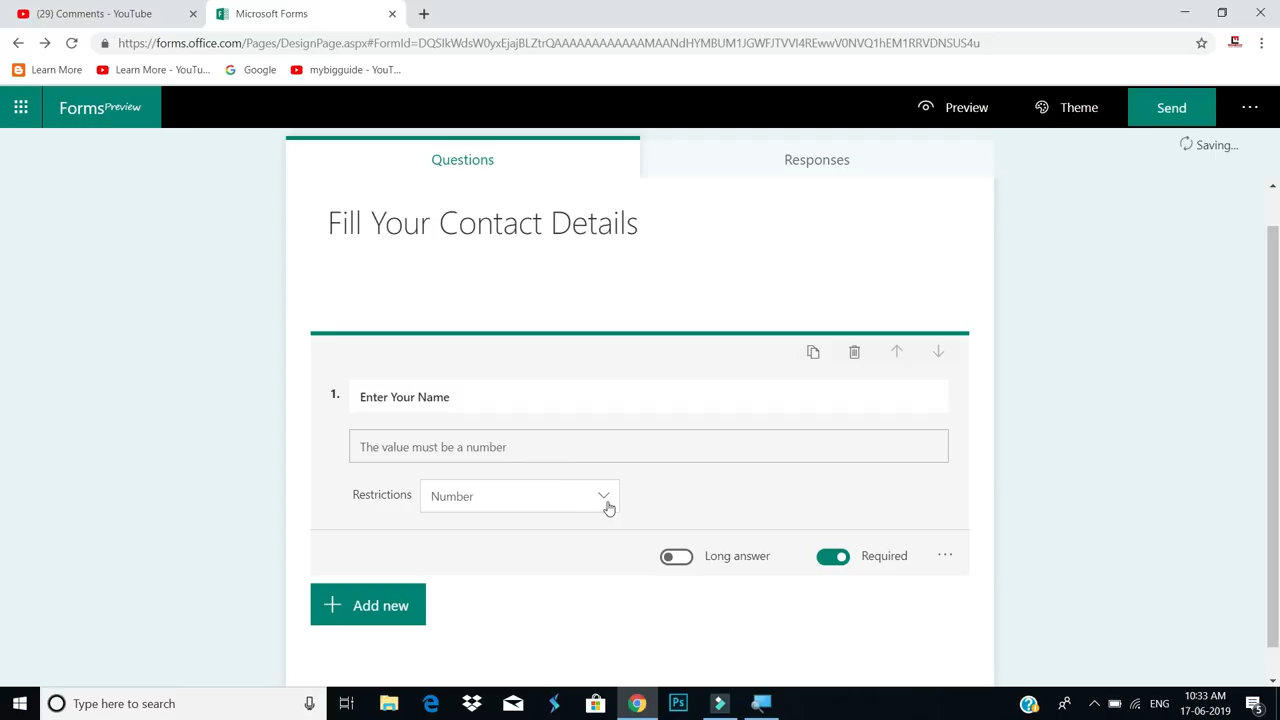 (29) Comments - YouTube
Microsoft Forms
https://forms.office.com/Pages/DesignPage.aspx#FormId=DQSIkWdsW0yxEjajBLZtrQAAAAAAAAAAAAMAANdHYMBUM1JGWFJTVVI4REwwV0NVQ1hEM1RRVDNSUS4u
Learn More
Learn More - YouTu...
Google
mybigguide - YouT...
Forms Preview
Preview
Theme
Send
...
Saving...
Questions
Responses
Fill Your Contact Details
1.
Enter Your Name
The value must be a number
Restrictions
Number
Long answer
Required
...
+ Add new
Type here to search
Ps
ENG
10:33 AM
17-06-2019
5